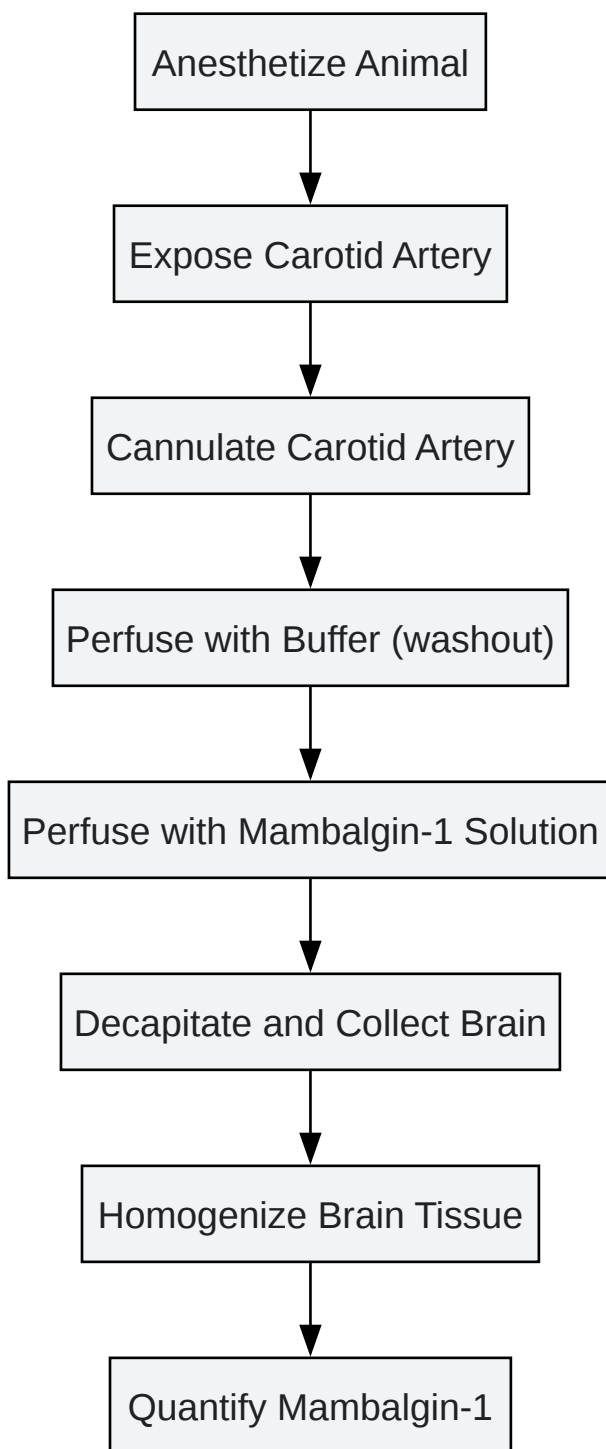 Anesthetize Animal
Expose Carotid Artery
Cannulate Carotid Artery
Perfuse with Buffer (washout)
Perfuse with Mambalgin-1 Solution
Decapitate and Collect Brain
Homogenize Brain Tissue
Quantify Mambalgin-1